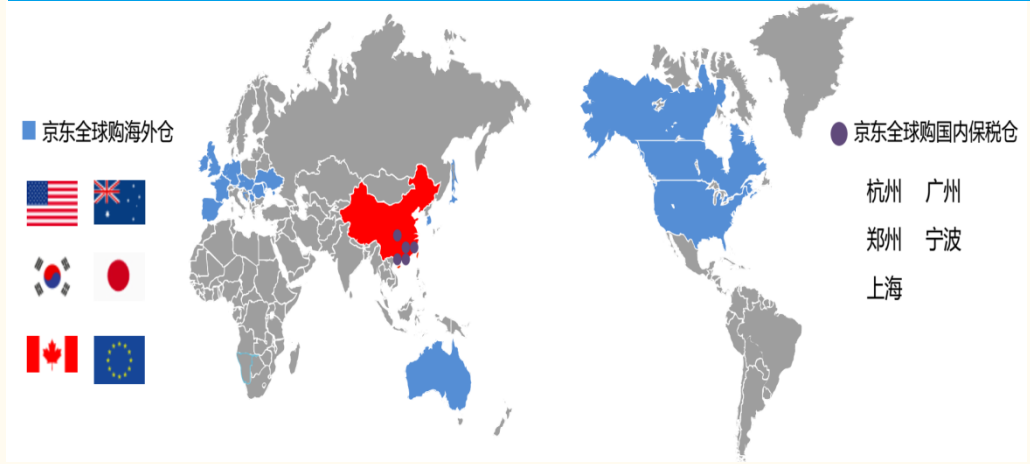 京东全球购海外仓
京东全球购国内保税仓
杭州 广州
郑州 宁波
上海